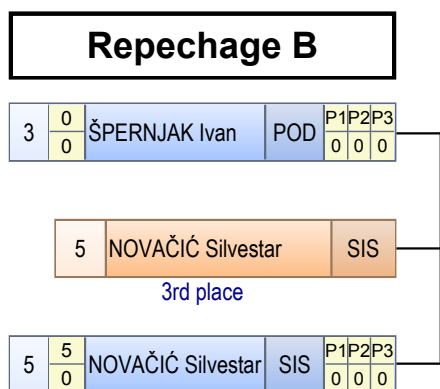 Repechage B
3 0 0 ŠPERNJAK Ivan POD P1 P2 P3 0 0 0
5 NOVAČIĆ Silvestar SIS
3rd place
5 5 0 NOVAČIĆ Silvestar SIS P1 P2 P3 0 0 0